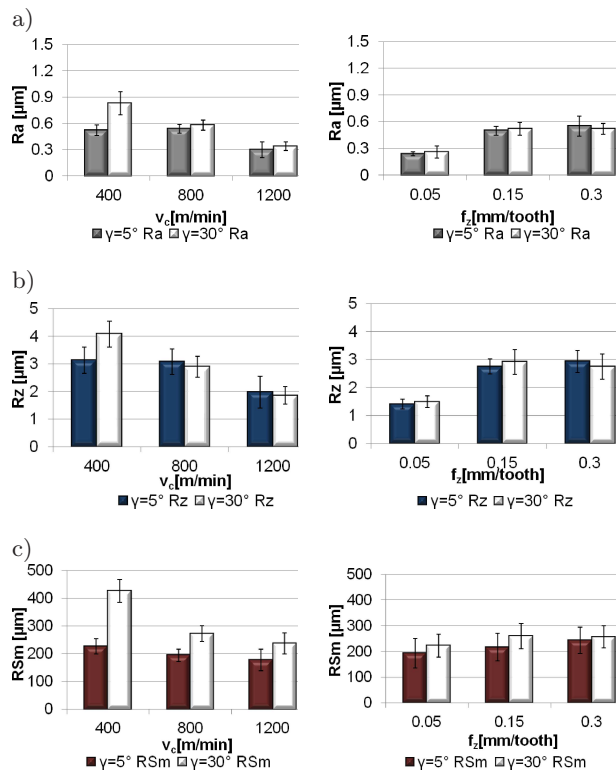 a)
1.5
1.2
0.9
0.6
0.3
0
Ra [µm]
400 800 1200
v_c[m/min]
γ=5° Ra γ=30° Ra
1.5
1.2
0.9
0.6
0.3
0
Ra [µm]
0.05 0.15 0.3
f_z[mm/tooth]
γ=5° Ra γ=30° Ra
b)
5
4
3
2
1
0
Rz [µm]
400 800 1200
v_c[m/min]
γ=5° Rz γ=30° Rz
5
4
3
2
1
0
Rz [µm]
0.05 0.15 0.3
f_z[mm/tooth]
γ=5° Rz γ=30° Rz
c)
500
400
300
200
100
0
RSm [µm]
400 800 1200
v_c[m/min]
γ=5° RSm γ=30° RSm
500
400
300
200
100
0
RSm [µm]
0.05 0.15 0.3
f_z[mm/tooth]
γ=5° RSm γ=30° RSm